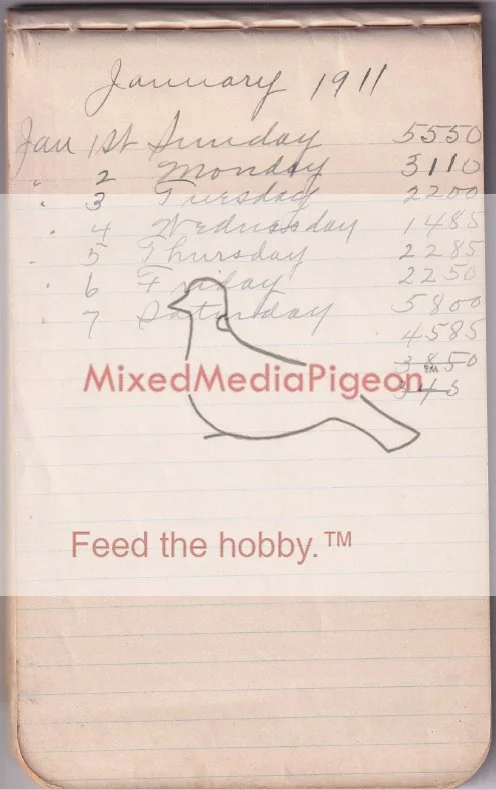 January 1911
Jan 1st Sunday 5550
" 2 Monday 3110
" 3 Tuesday 2200
" 4 Wednesday 1485
" 5 Thursday 2285
" 6 Friday 2250
" 7 Saturday 5800
4585
3850
MixedMediaPigeon™
345
Feed the hobby.™